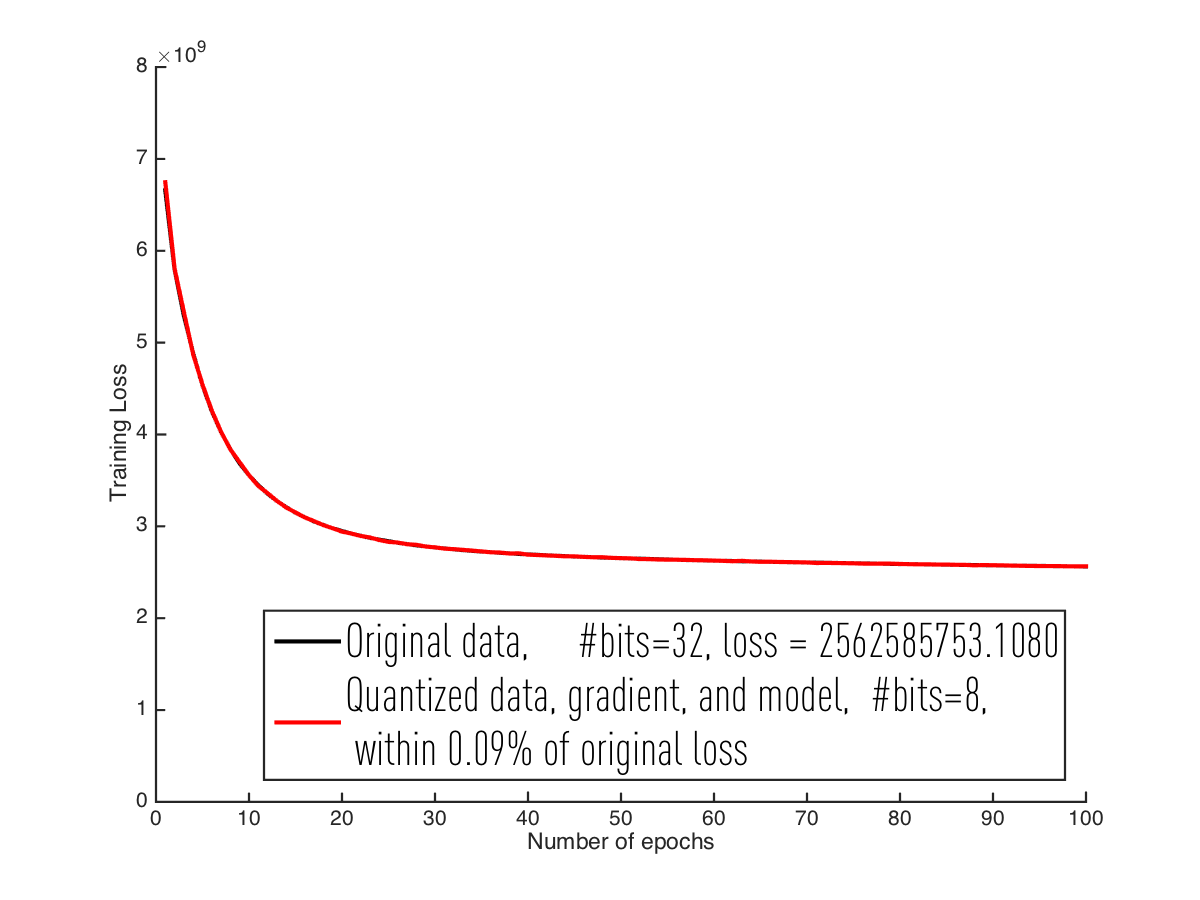 ×10⁹
8
7
6
5
4
3
2
1
0
Training Loss
Original data, #bits=32, loss = 2562585753.1080
Quantized data, gradient, and model, #bits=8,
within 0.09% of original loss
0 10 20 30 40 50 60 70 80 90 100
Number of epochs